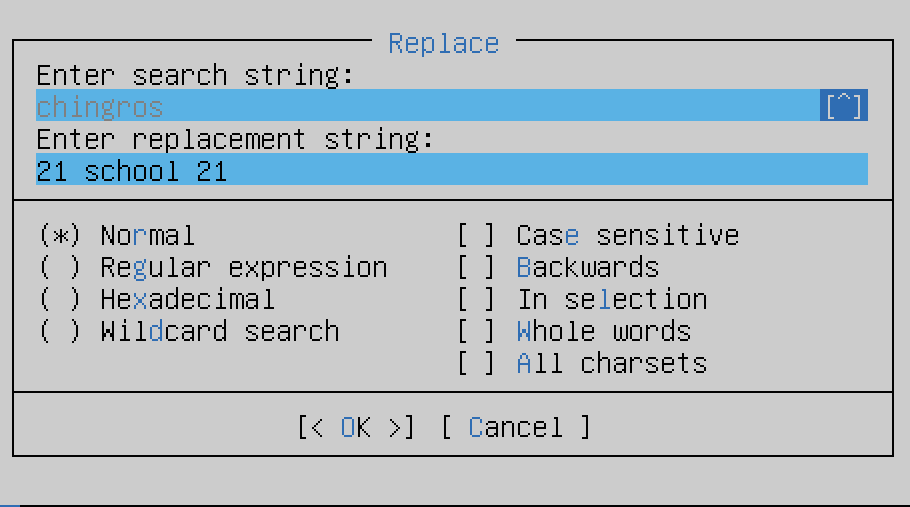 Replace
Enter search string:
chingros [^]
Enter replacement string:
21 school 21
(*) Normal [ ] Case sensitive
( ) Regular expression [ ] Backwards
( ) Hexadecimal [ ] In selection
( ) Wildcard search [ ] Whole words
[ ] All charsets
[< OK >] [ Cancel ]